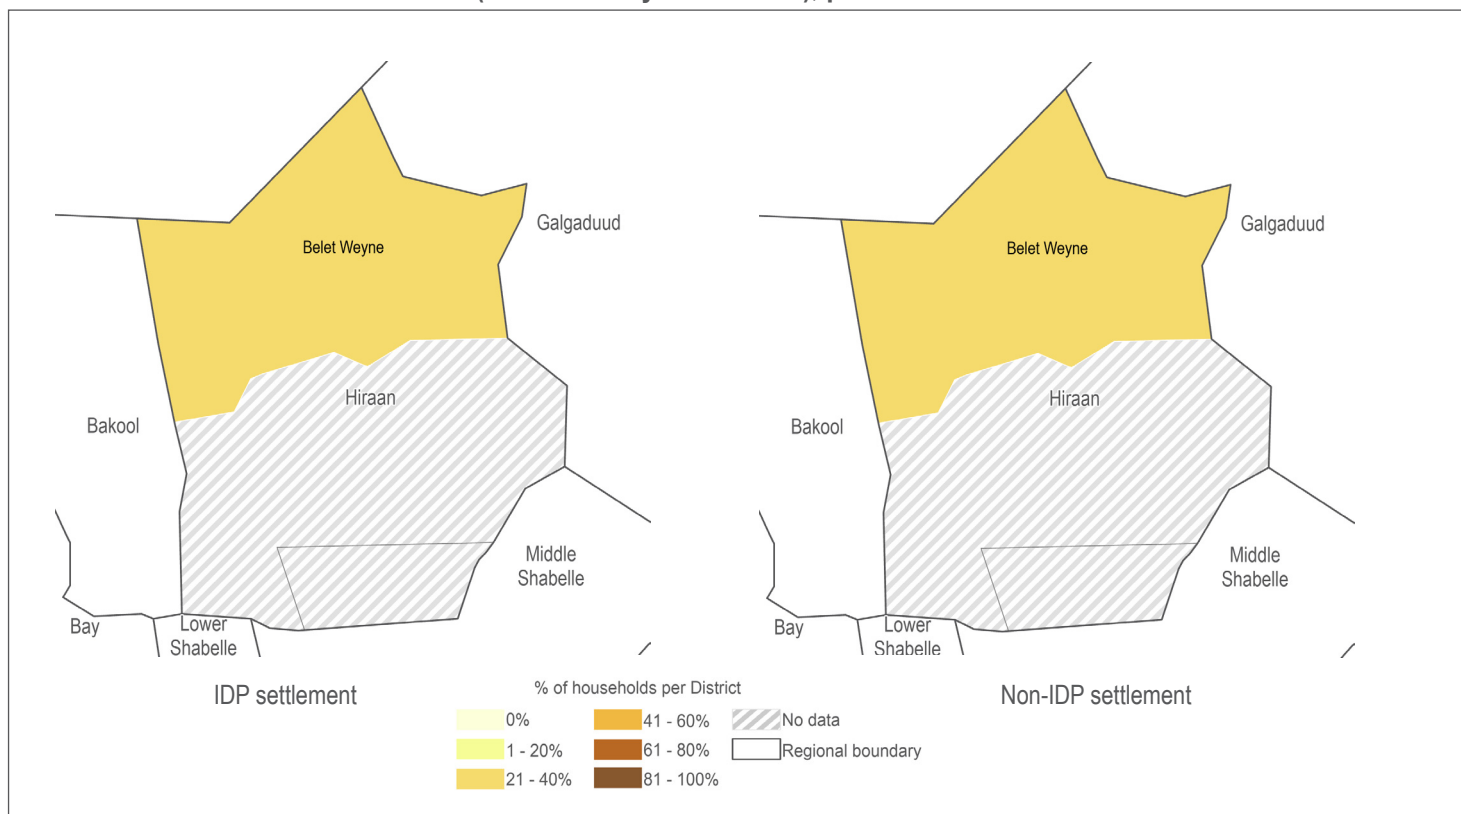 Galgaduud
Belet Weyne
Hiraan
Bakool
Middle
Shabelle
Bay
Lower
Shabelle
IDP settlement
Galgaduud
Belet Weyne
Hiraan
Bakool
Middle
Shabelle
Bay
Lower
Shabelle
Non-IDP settlement
% of households per District
0%
1 - 20%
21 - 40%
41 - 60%
61 - 80%
81 - 100%
No data
Regional boundary